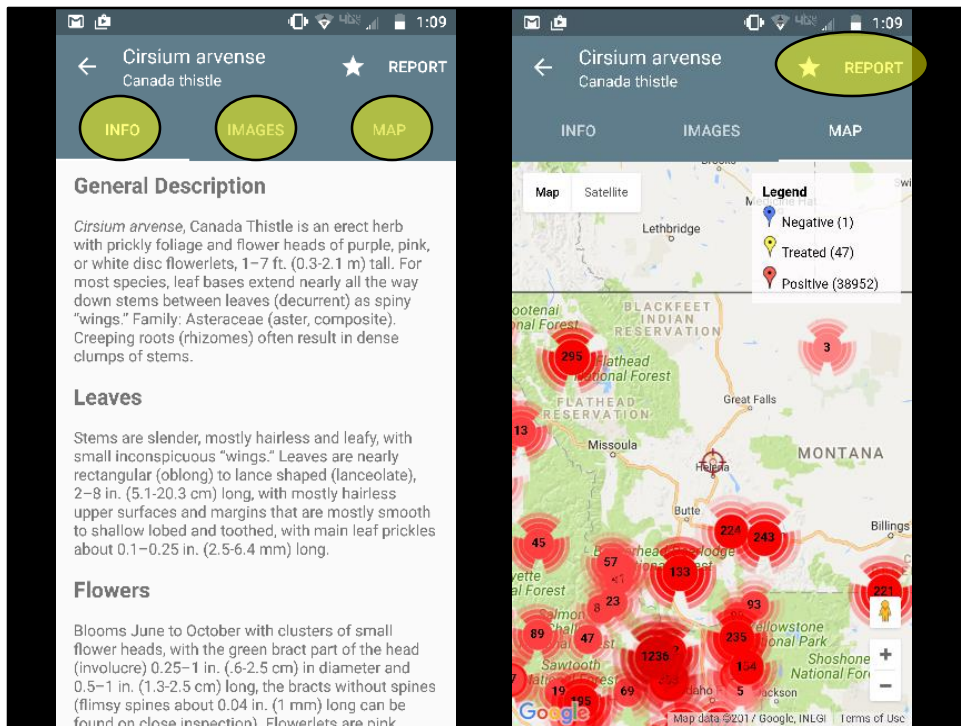 1:09
Cirsium arvense
Canada thistle
REPORT
INFO
IMAGES
MAP
General Description
Cirsium arvense, Canada Thistle is an erect herb
with prickly foliage and flower heads of purple, pink,
or white disc flowerlets, 1–7 ft. (0.3-2.1 m) tall. For
most species, leaf bases extend nearly all the way
down stems between leaves (decurrent) as spiny
“wings.” Family: Asteraceae (aster, composite).
Creeping roots (rhizomes) often result in dense
clumps of stems.
Leaves
Stems are slender, mostly hairless and leafy, with
small inconspicuous “wings.” Leaves are nearly
rectangular (oblong) to lance shaped (lanceolate),
2–8 in. (5.1-20.3 cm) long, with mostly hairless
upper surfaces and margins that are mostly smooth
to shallow lobed and toothed, with main leaf prickles
about 0.1–0.25 in. (2.5-6.4 mm) long.
Flowers
Blooms June to October with clusters of small
flower heads, with the green bract part of the head
(involucre) 0.25–1 in. (.6-2.5 cm) in diameter and
0.5–1 in. (1.3-2.5 cm) long, the bracts without spines
(flimsy spines about 0.04 in. (1 mm) long can be
found on close inspection). Flowerlets are pink
1:09
Cirsium arvense
Canada thistle
REPORT
INFO
IMAGES
MAP
Map
Satellite
Legend
Negative (1)
Treated (47)
Positive (38952)
Lethbridge
BLACKFEET
INDIAN
RESERVATION
3
295
Flathead
National Forest
FLATHEAD
RESERVATION
Great Falls
13
Missoula
MONTANA
Helena
Butte
224
243
Billings
45
57
133
221
8
23
93
89
47
235
Yellowstone
National Park
1236
154
Shoshone
Sawtooth
19
195
69
5
Jackson
Google
Map data ©2017 Google, INEGI
Terms of Use